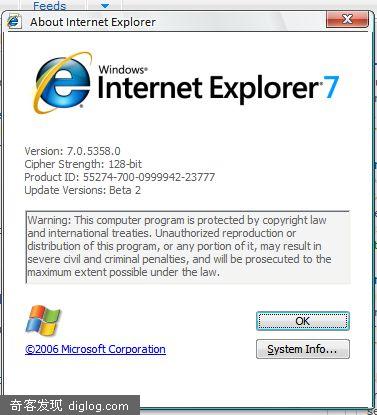 Feeds
About Internet Explorer
Windows®
Internet Explorer 7
Version: 7.0.5358.0
Cipher Strength: 128-bit
Product ID: 55274-700-0999942-23777
Update Versions: Beta 2
Warning: This computer program is protected by copyright law
and international treaties. Unauthorized reproduction or
distribution of this program, or any portion of it, may result in
severe civil and criminal penalties, and will be prosecuted to the
maximum extent possible under the law.
OK
©2006 Microsoft Corporation
System Info...
奇客发现 diglog.com